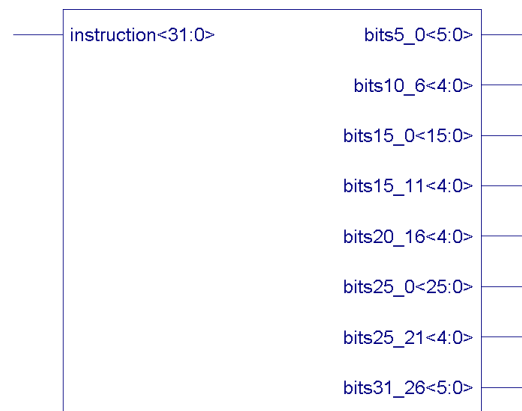 instruction<31:0> bits5_0<5:0>
bits10_6<4:0>
bits15_0<15:0>
bits15_11<4:0>
bits20_16<4:0>
bits25_0<25:0>
bits25_21<4:0>
bits31_26<5:0>